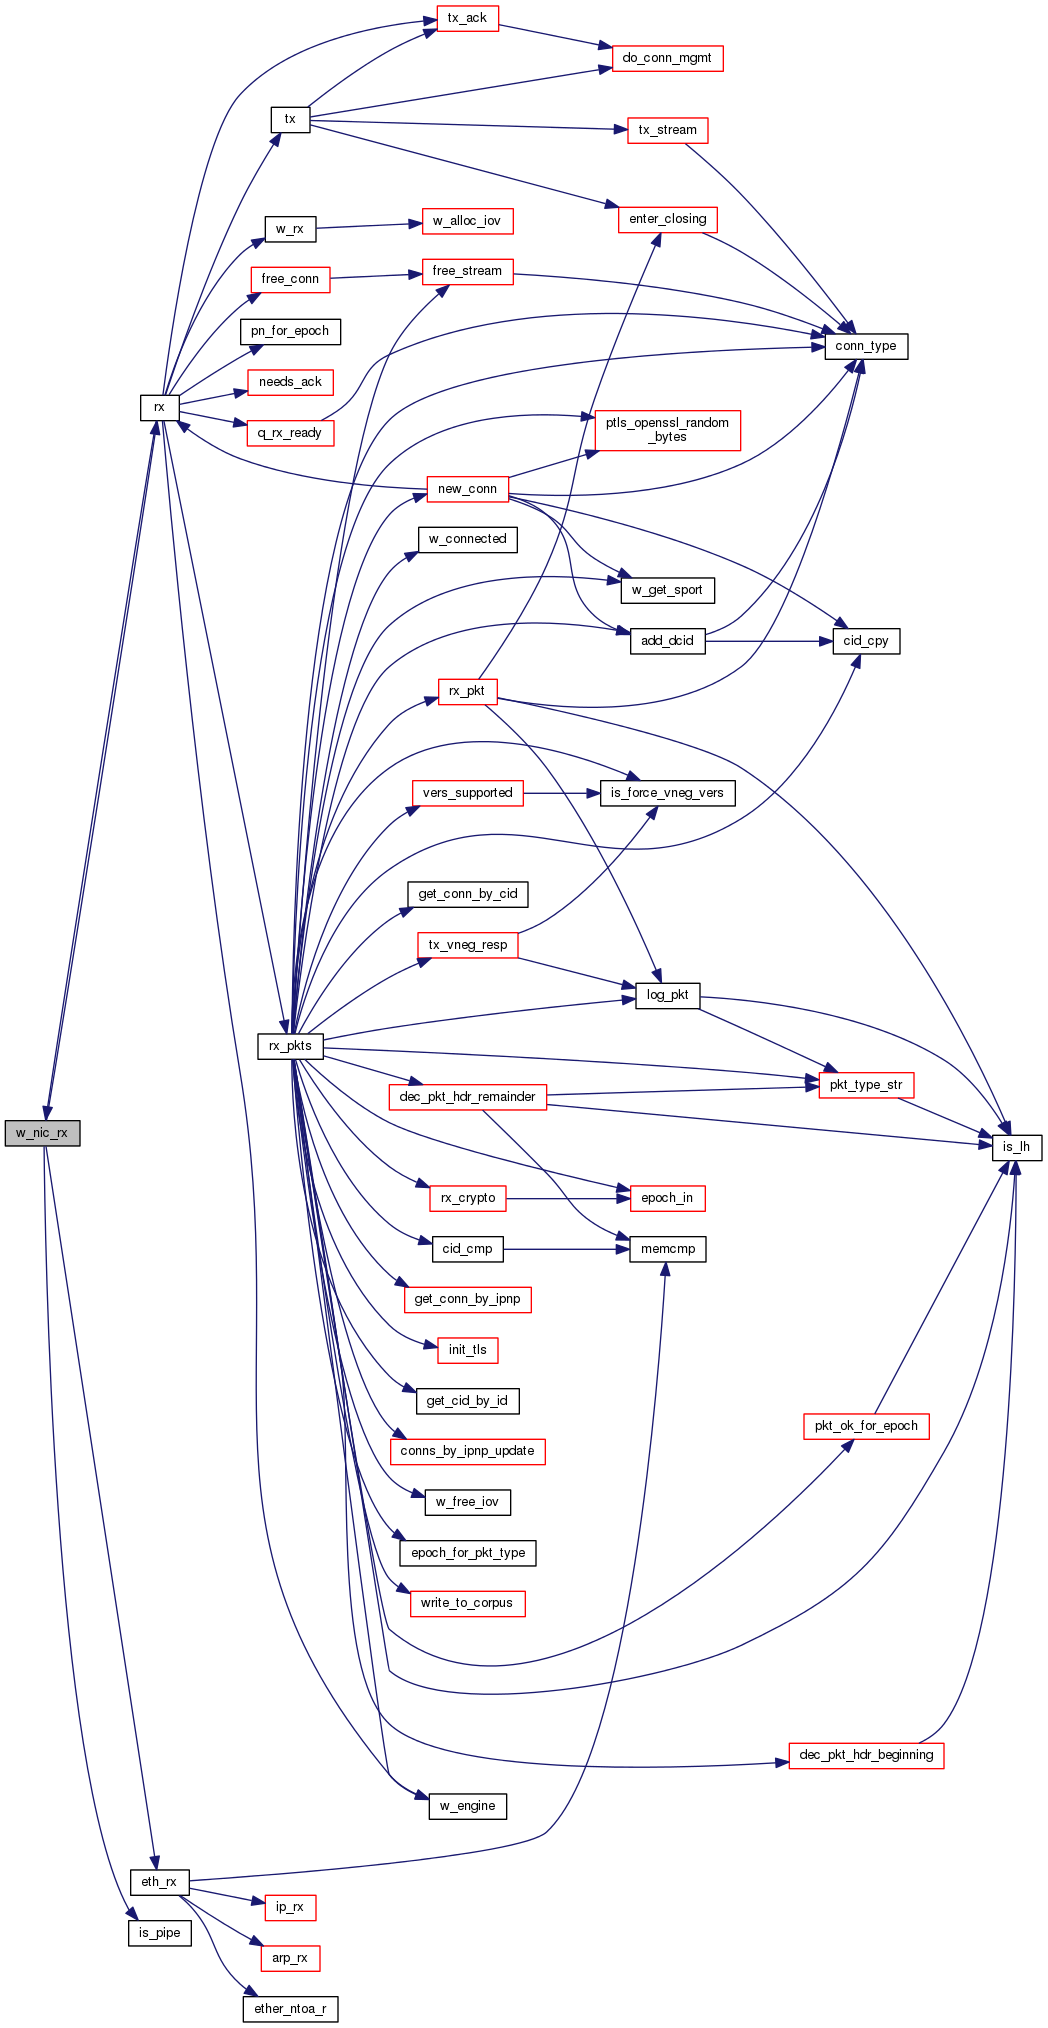 tx_ack
do_conn_mgmt
tx
tx_stream
enter_closing
w_rx
w_alloc_iov
free_conn
free_stream
pn_for_epoch
conn_type
needs_ack
rx
q_rx_ready
ptls_openssl_random
_bytes
new_conn
w_connected
w_get_sport
add_dcid
cid_cpy
rx_pkt
vers_supported
is_force_vneg_vers
get_conn_by_cid
tx_vneg_resp
log_pkt
rx_pkts
pkt_type_str
dec_pkt_hdr_remainder
w_nic_rx
is_lh
rx_crypto
epoch_in
cid_cmp
memcmp
get_conn_by_ipnp
init_tls
get_cid_by_id
pkt_ok_for_epoch
conns_by_ipnp_update
w_free_iov
epoch_for_pkt_type
write_to_corpus
dec_pkt_hdr_beginning
w_engine
eth_rx
ip_rx
is_pipe
arp_rx
ether_ntoa_r